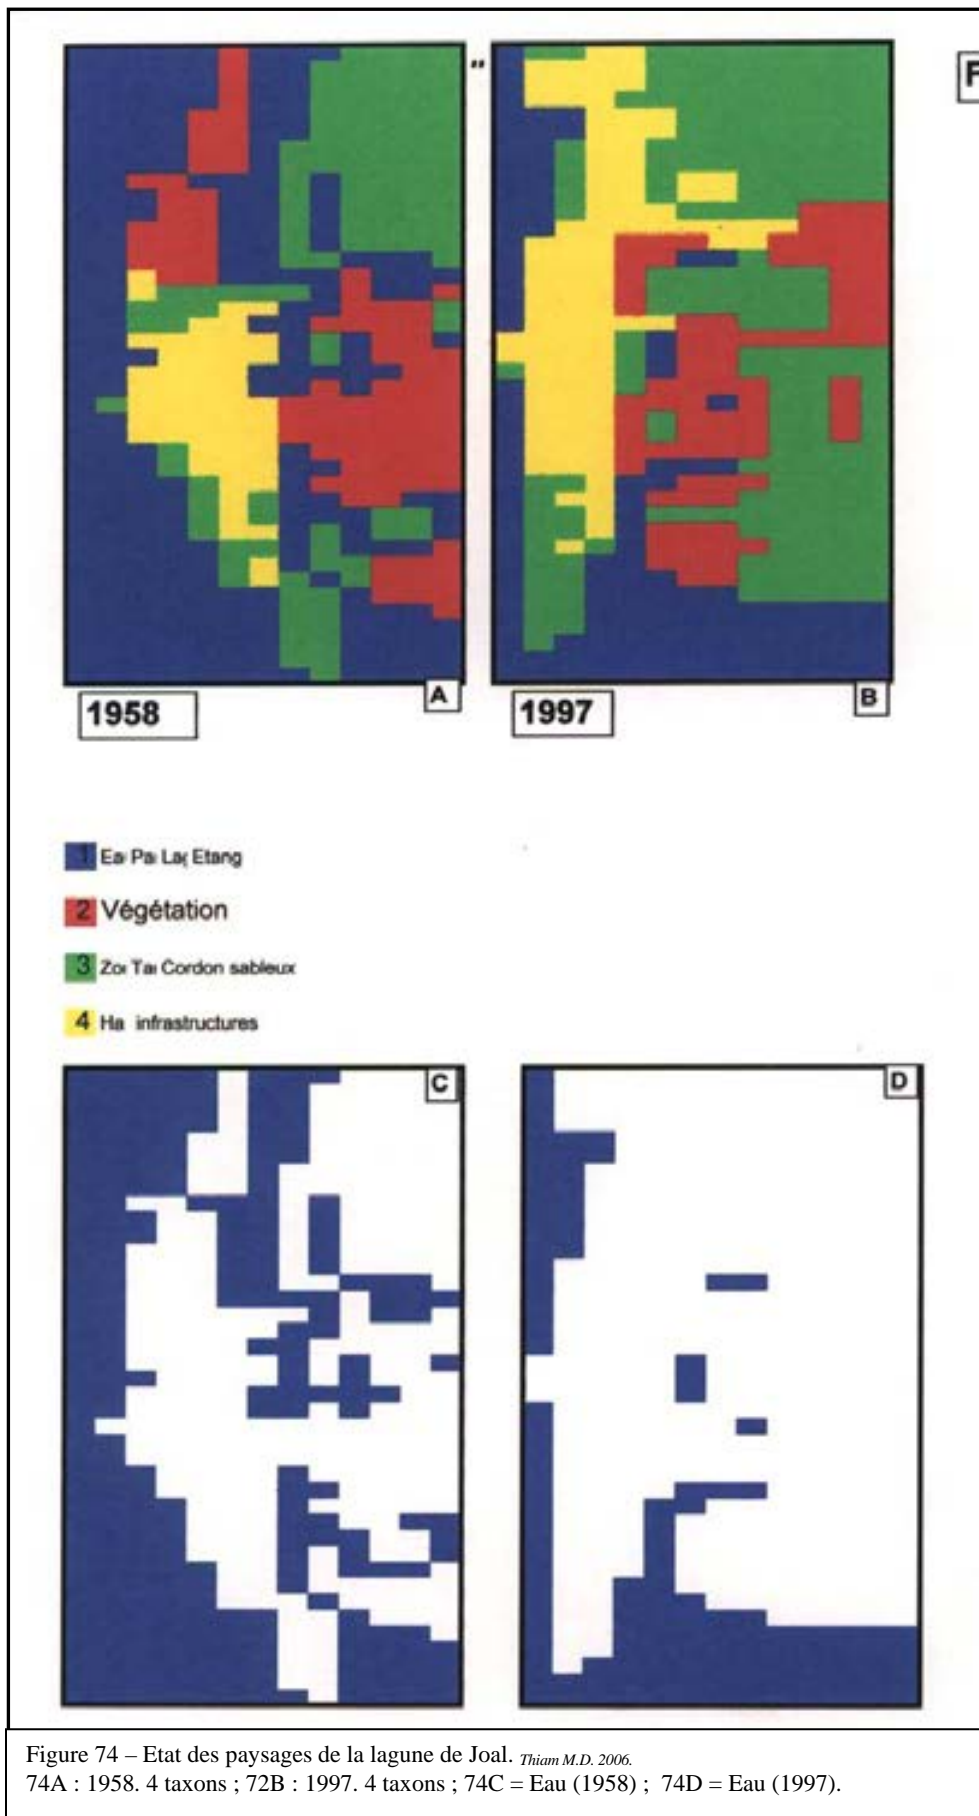 "
F
A
B
1958
1997
1 Ea Pa Lag Etang
2 Végétation
3 Zo Ta Cordon sableux
4 Ha infrastructures
C
D
Figure 74 – Etat des paysages de la lagune de Joal. Thiam M.D. 2006.
74A : 1958. 4 taxons ; 72B : 1997. 4 taxons ; 74C = Eau (1958) ; 74D = Eau (1997).